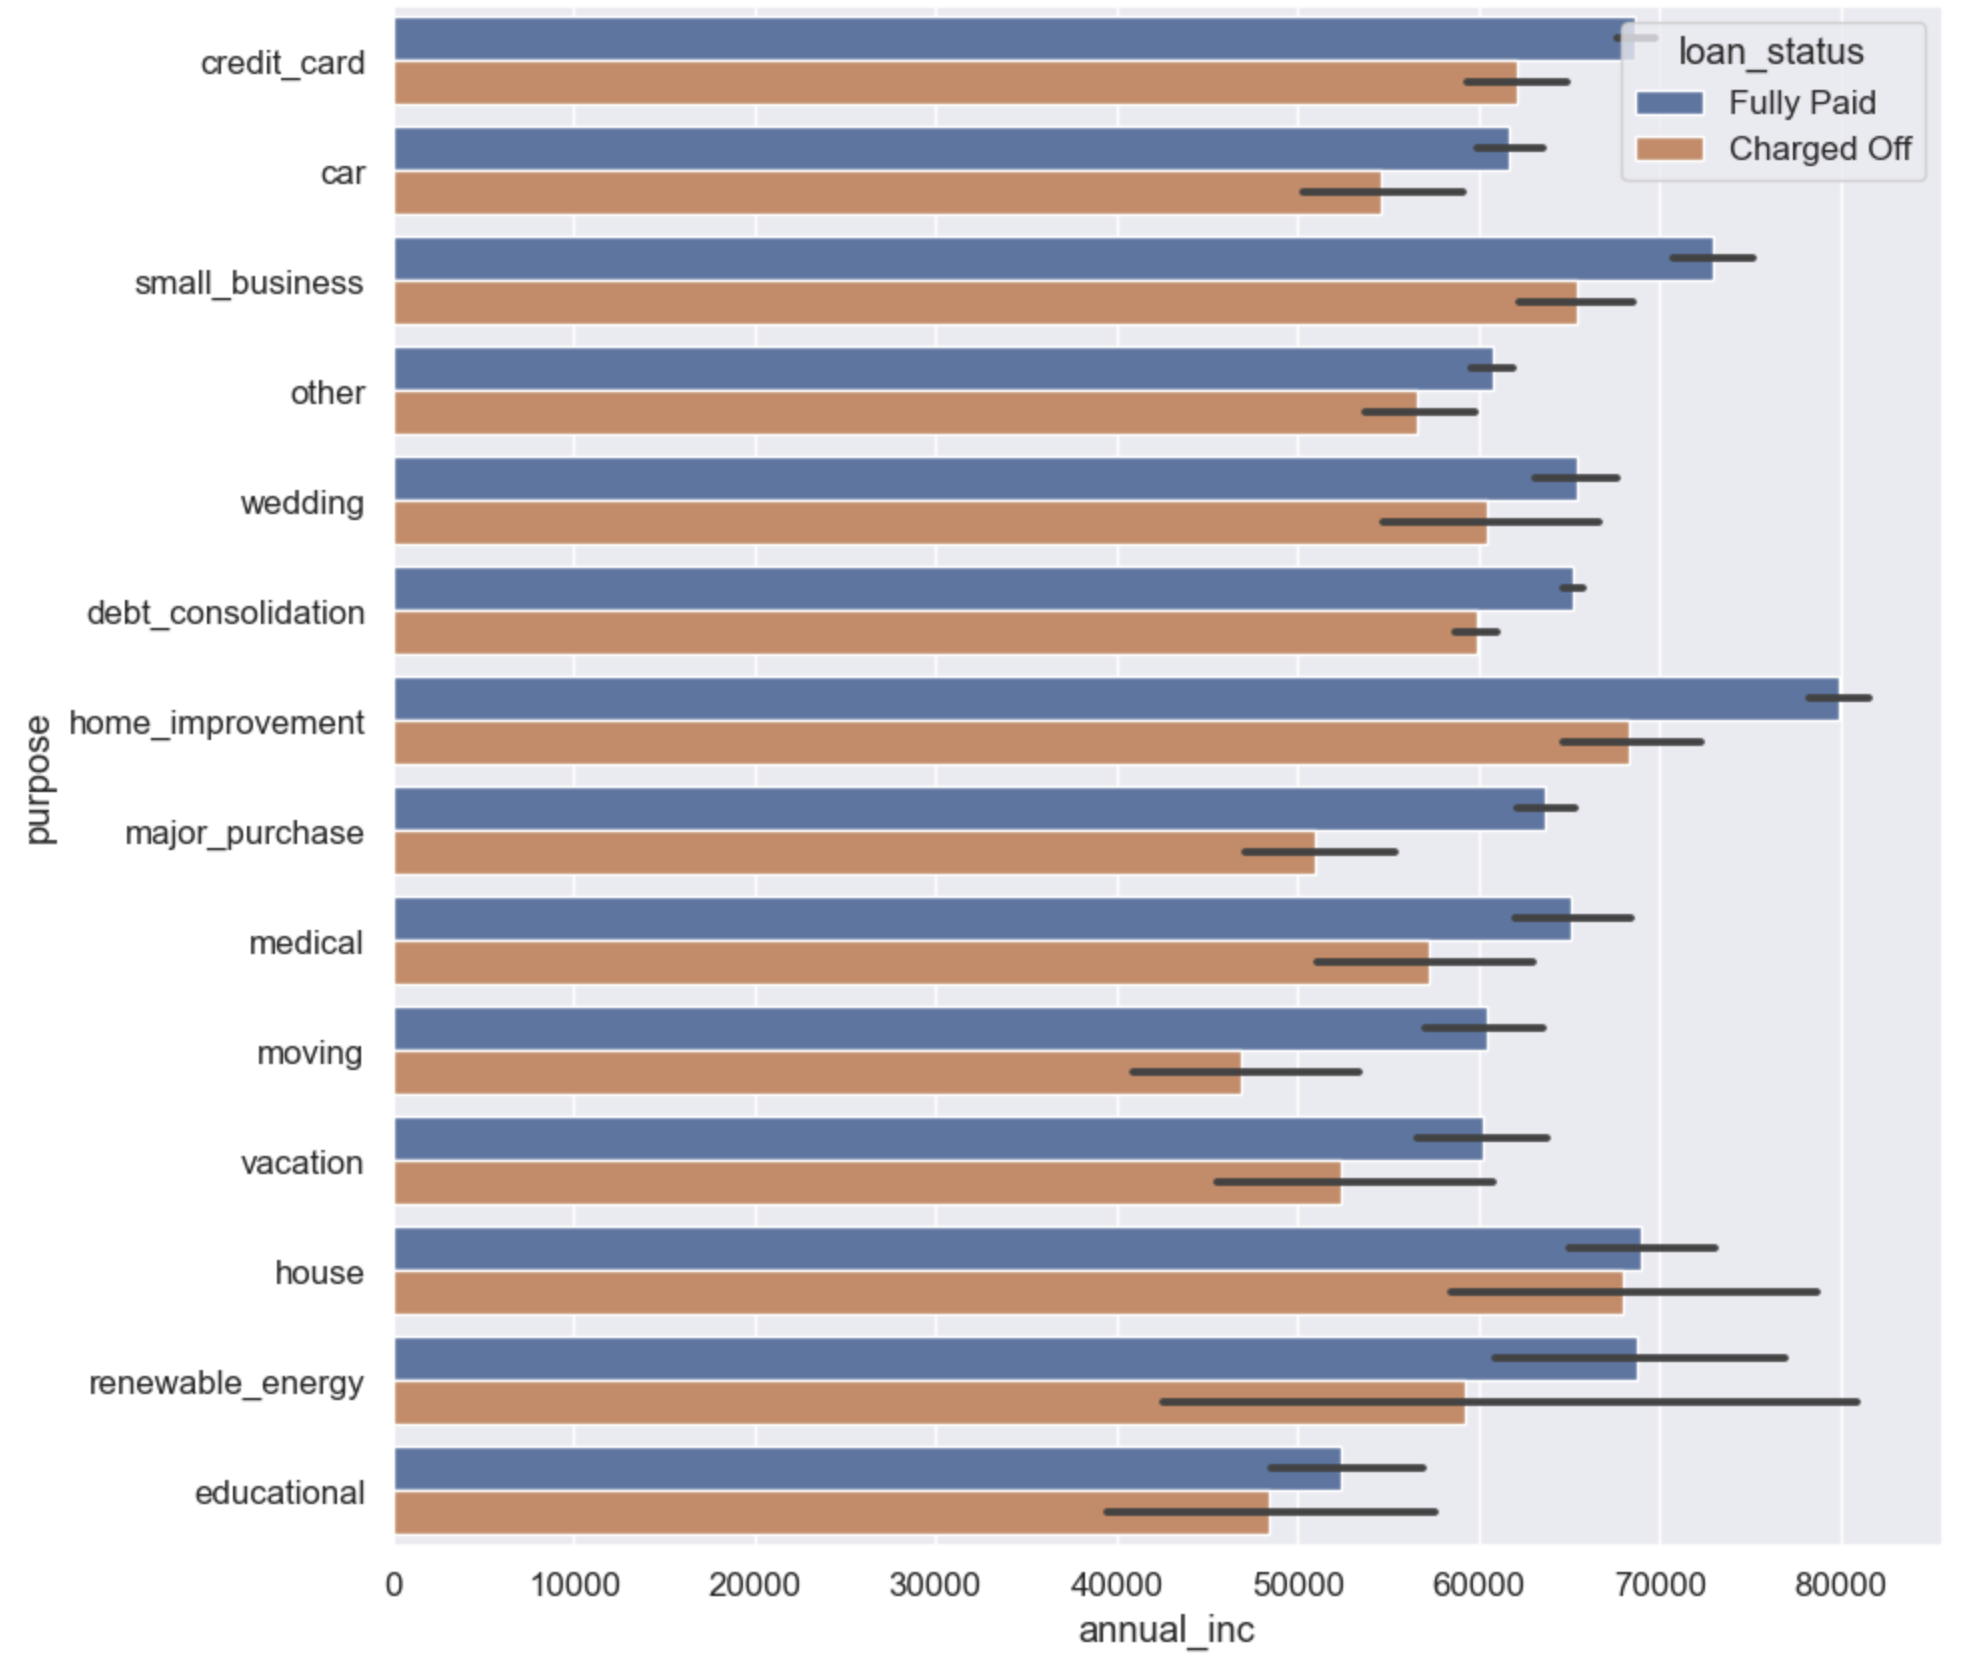 loan_status
Fully Paid
Charged Off
purpose
credit_card
car
small_business
other
wedding
debt_consolidation
home_improvement
major_purchase
medical
moving
vacation
house
renewable_energy
educational
0 10000 20000 30000 40000 50000 60000 70000 80000
annual_inc